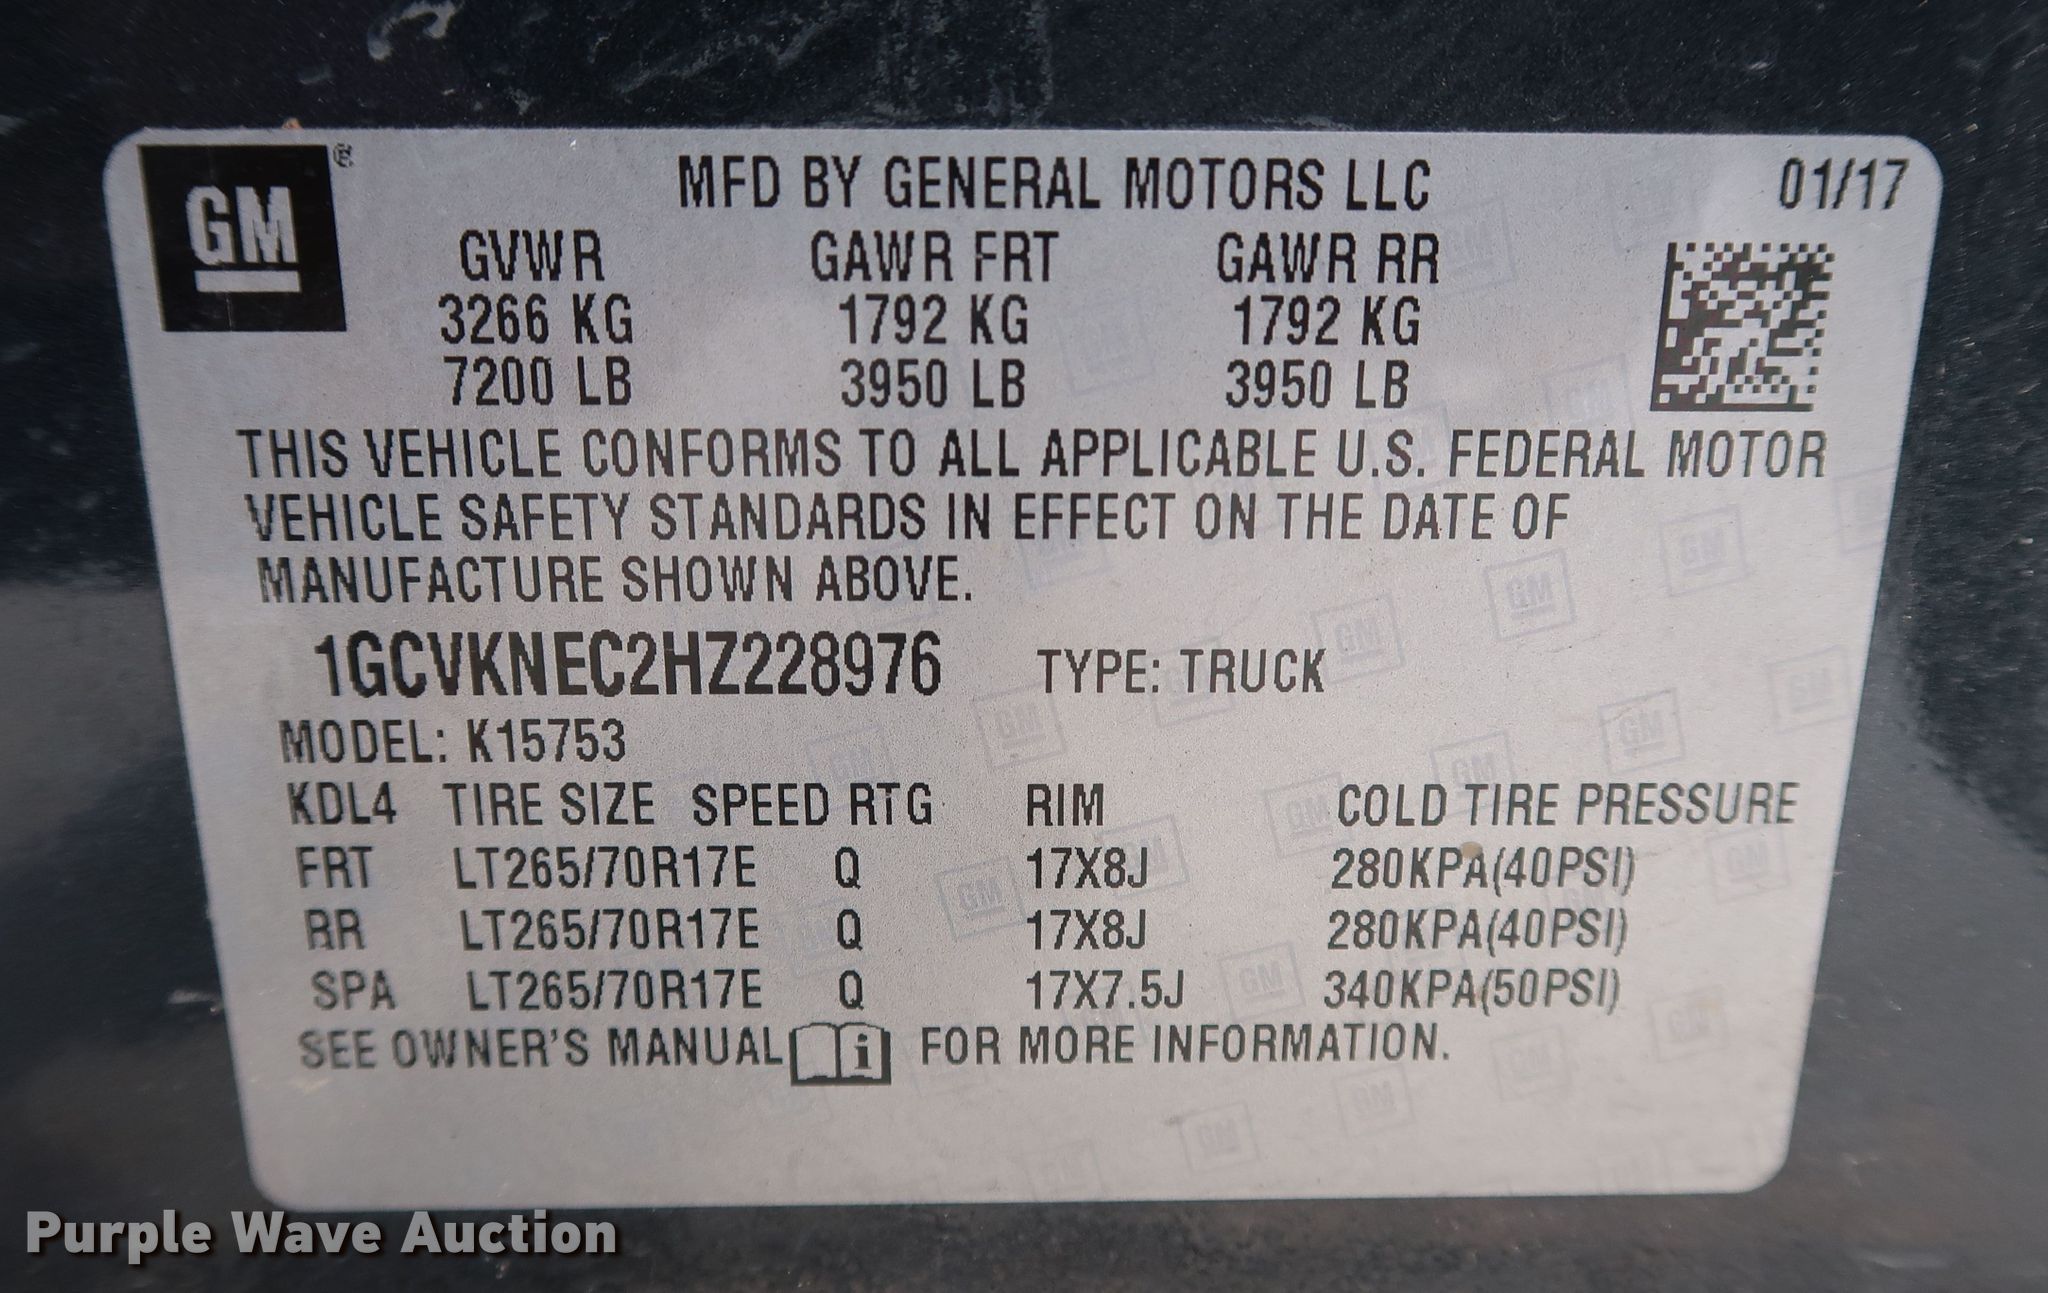 GM ®
MFD BY GENERAL MOTORS LLC 01/17
GVWR GAWR FRT GAWR RR
3266 KG 1792 KG 1792 KG
7200 LB 3950 LB 3950 LB
THIS VEHICLE CONFORMS TO ALL APPLICABLE U.S. FEDERAL MOTOR
VEHICLE SAFETY STANDARDS IN EFFECT ON THE DATE OF
MANUFACTURE SHOWN ABOVE.
1GCVKNEC2HZ228976 TYPE: TRUCK
MODEL: K15753
KDL4 TIRE SIZE SPEED RTG RIM COLD TIRE PRESSURE
FRT LT265/70R17E Q 17X8J 280KPA(40PSI)
RR LT265/70R17E Q 17X8J 280KPA(40PSI)
SPA LT265/70R17E Q 17X7.5J 340KPA(50PSI)
SEE OWNER'S MANUAL i FOR MORE INFORMATION.
Purple Wave Auction